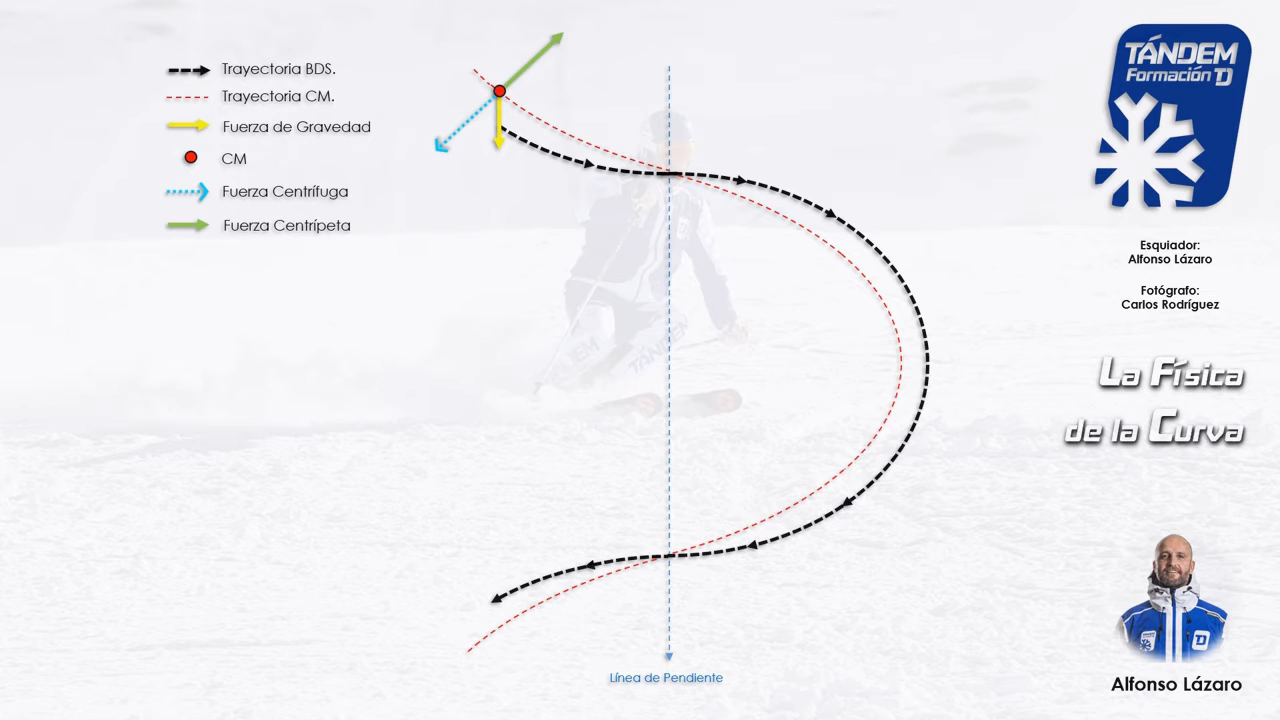 Trayectoria BDS.
Trayectoria CM.
Fuerza de Gravedad
CM
Fuerza Centrífuga
Fuerza Centrípeta
Línea de Pendiente
TÁNDEM
Formación TD
Esquiador:
Alfonso Lázaro
Fotógrafo:
Carlos Rodríguez
La Física
de la Curva
Alfonso Lázaro
TÁNDEM